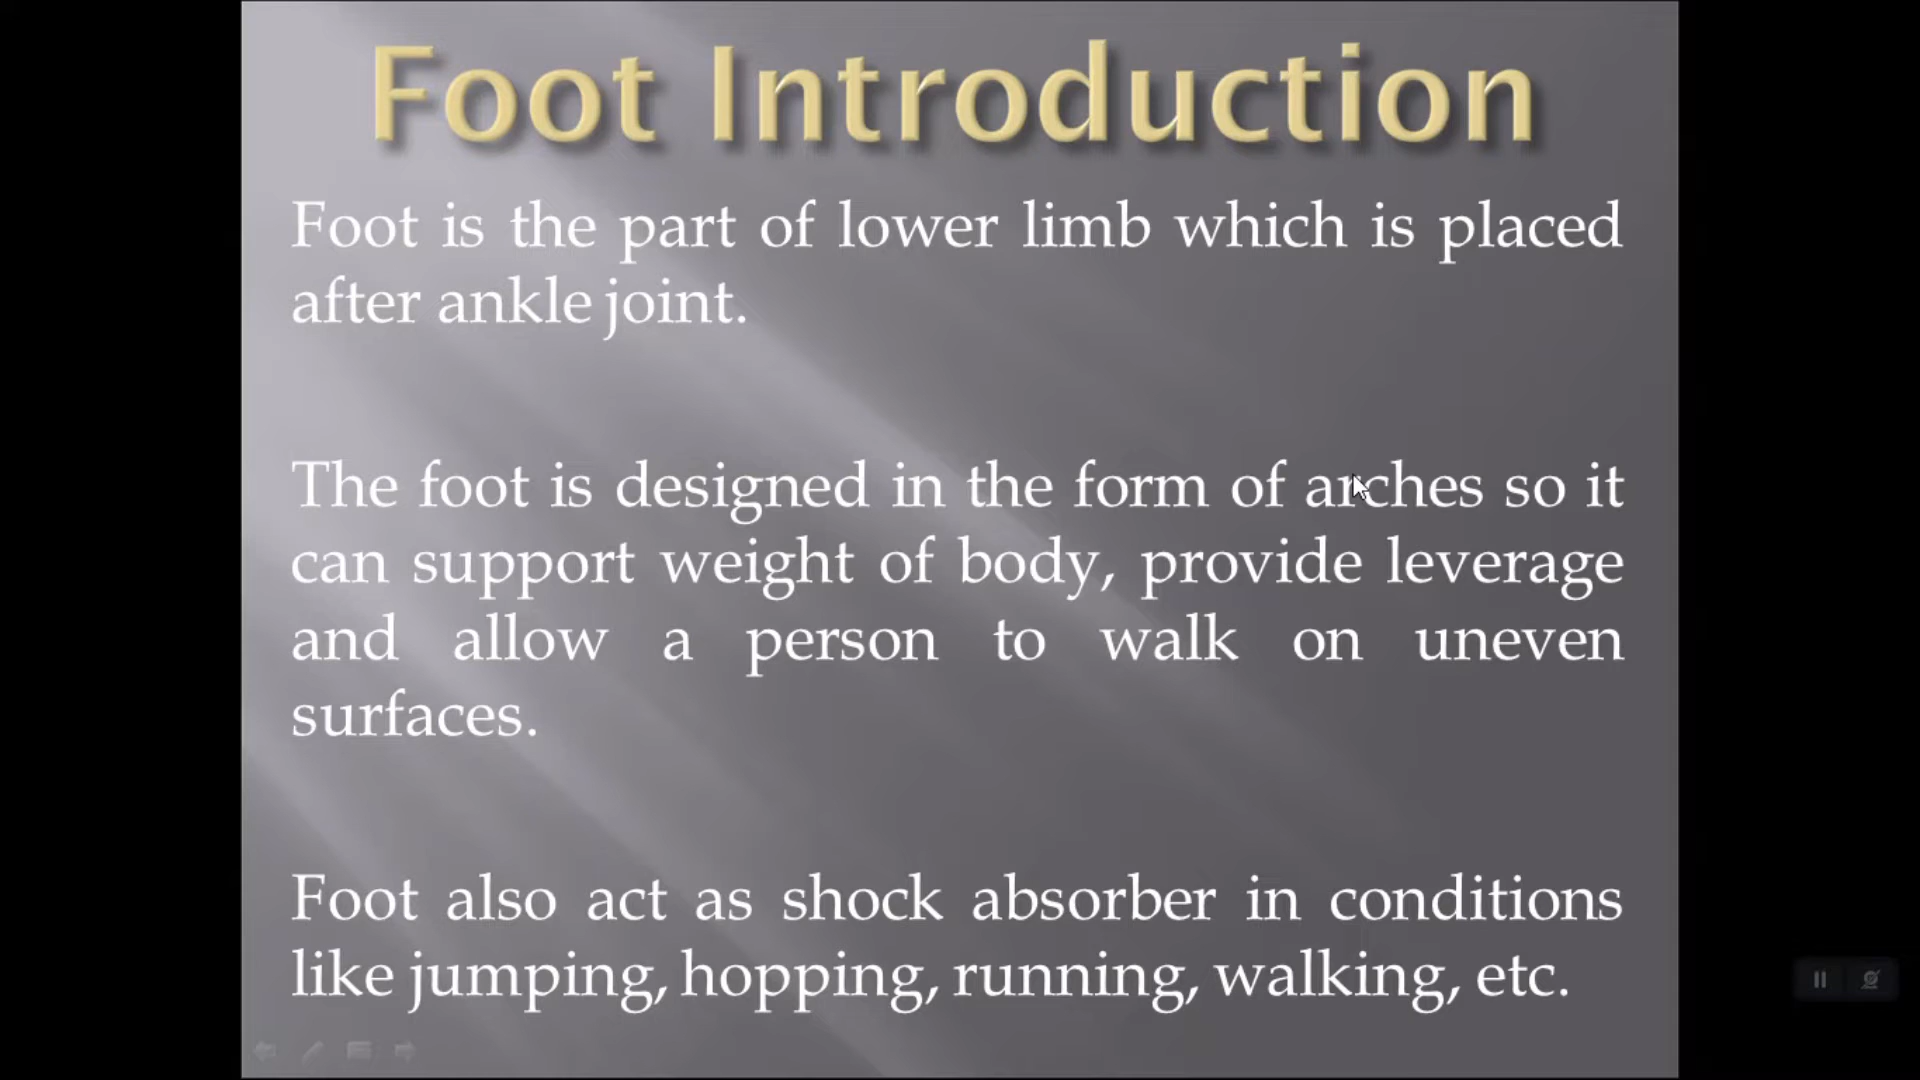 Foot Introduction
Foot is the part of lower limb which is placed
after ankle joint.
The foot is designed in the form of arches so it
can support weight of body, provide leverage
and allow a person to walk on uneven
surfaces.
Foot also act as shock absorber in conditions
like jumping, hopping, running, walking, etc.